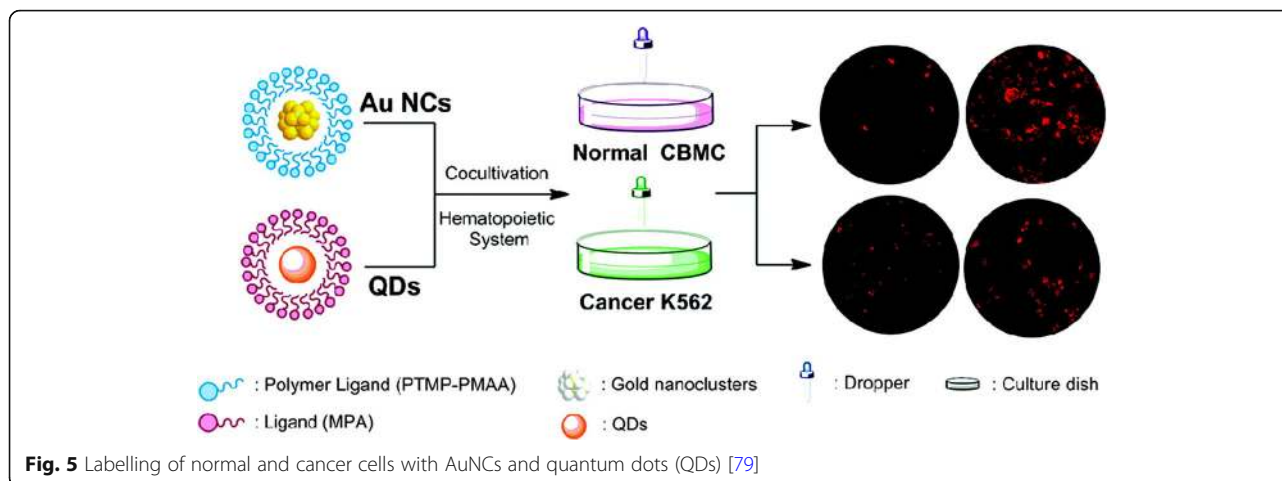 Au NCs
QDs
Cocultivation
Hematopoietic
System
Normal CBMC
Cancer K562
: Polymer Ligand (PTMP-PMAA)
: Gold nanoclusters
: Dropper
: Culture dish
: Ligand (MPA)
: QDs
Fig. 5 Labelling of normal and cancer cells with AuNCs and quantum dots (QDs) [79]